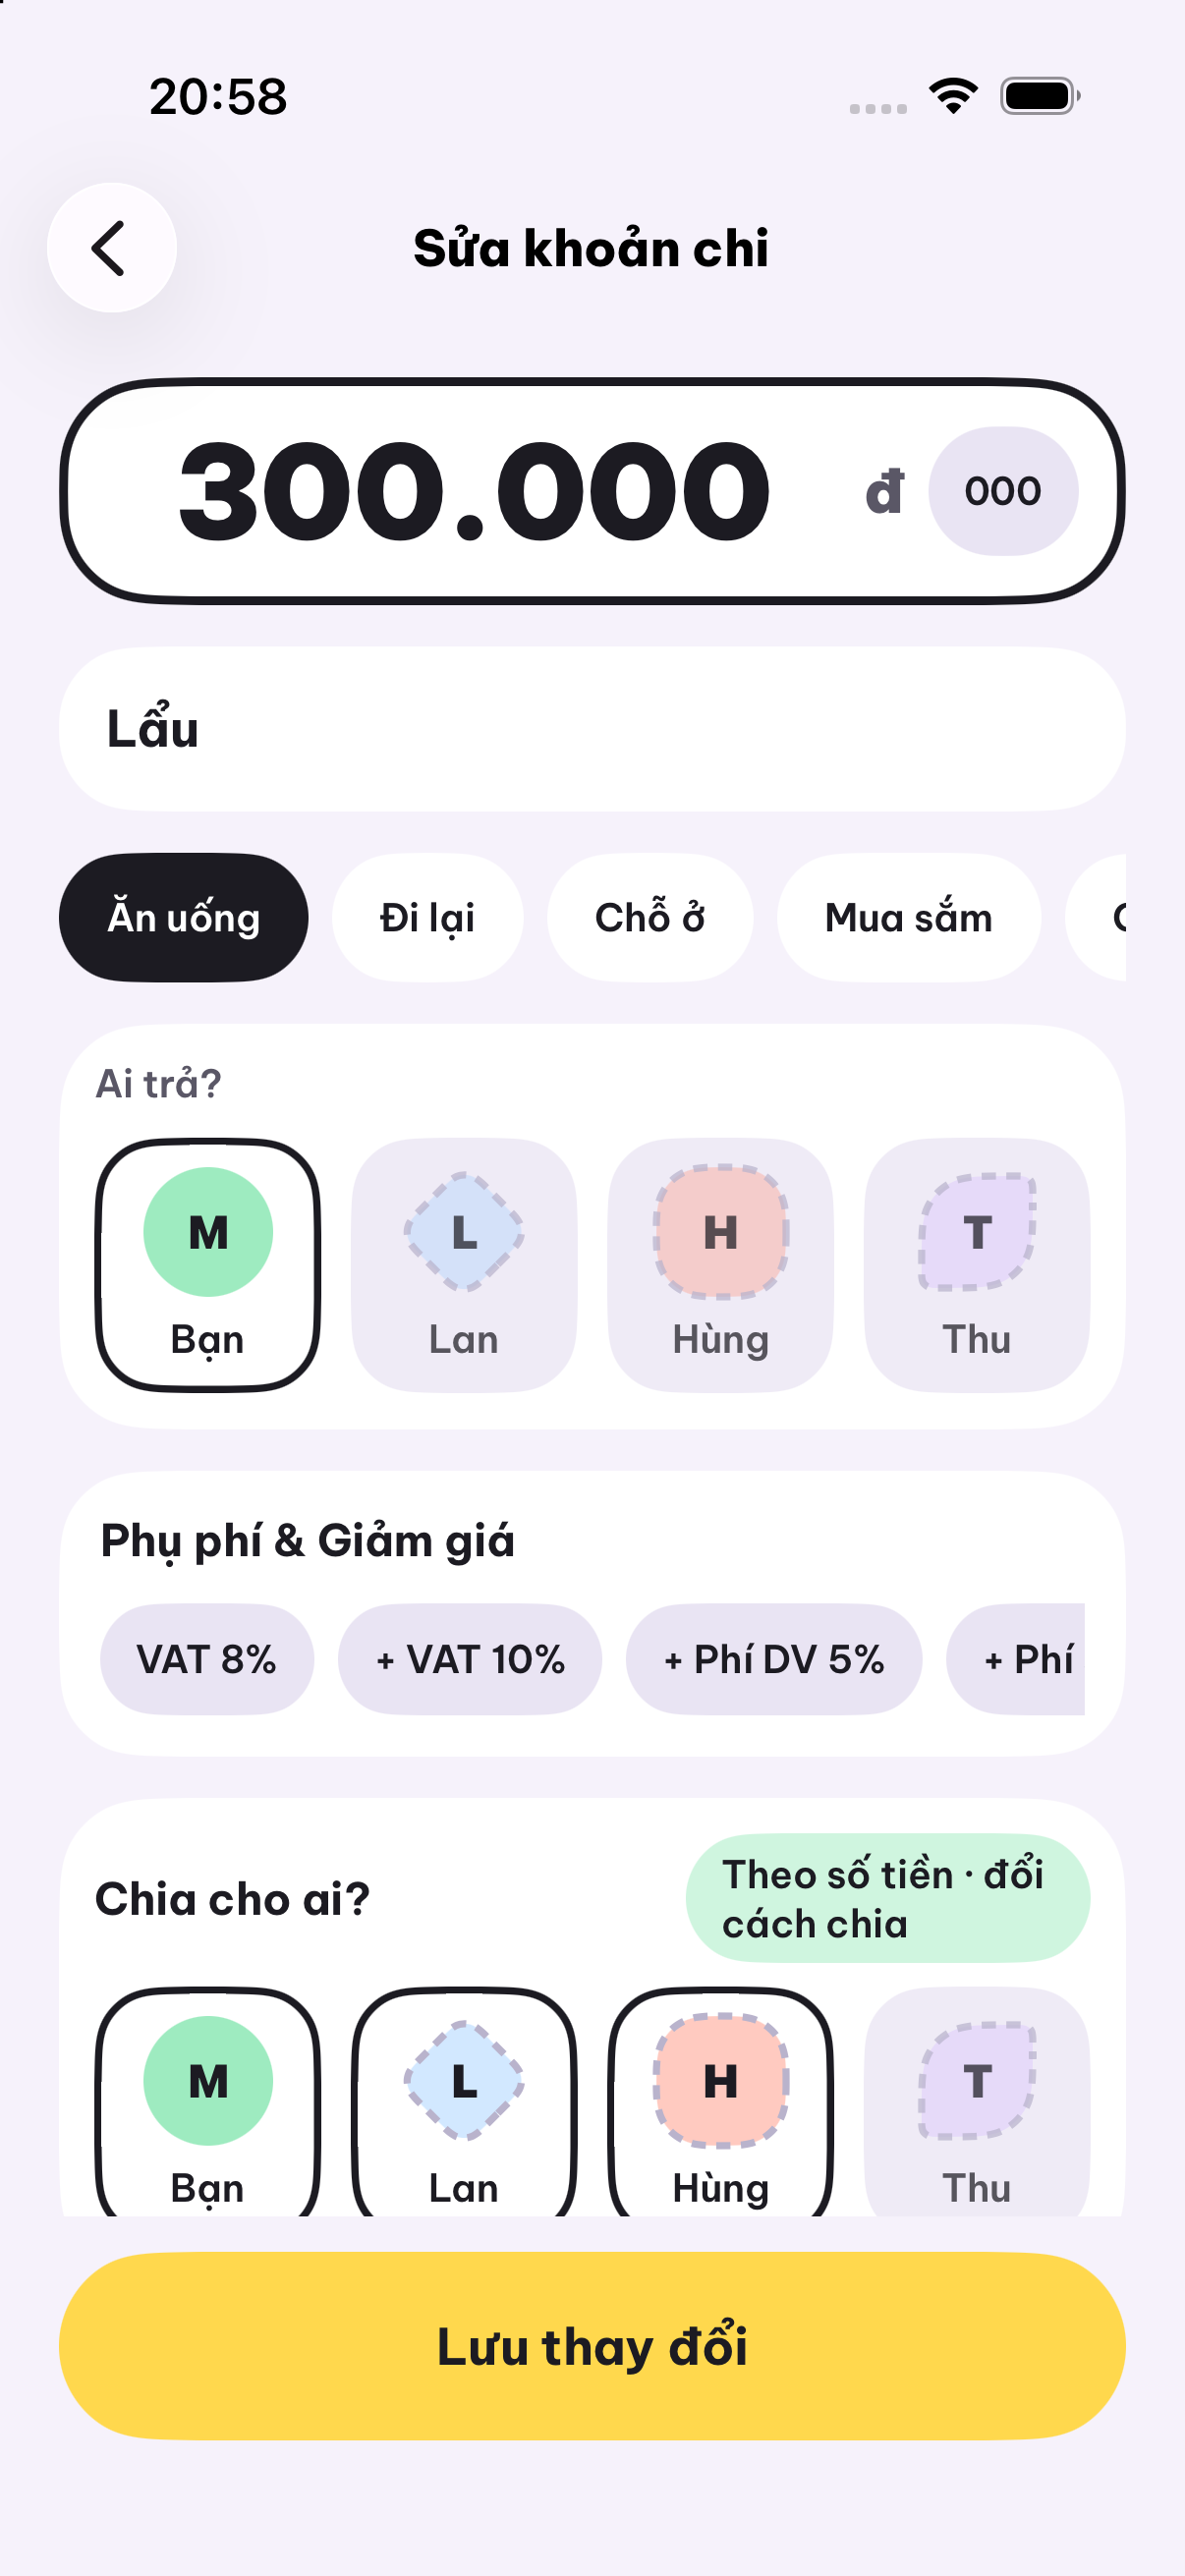 20:58
Sửa khoản chi
300.000 đ 000
Lẩu
Ăn uống Đi lại Chỗ ở Mua sắm
Ai trả?
M L H T
Bạn Lan Hùng Thu
Phụ phí & Giảm giá
VAT 8% + VAT 10% + Phí DV 5% + Phí
Chia cho ai?
Theo số tiền · đổi
cách chia
M L H T
Bạn Lan Hùng Thu
Lưu thay đổi